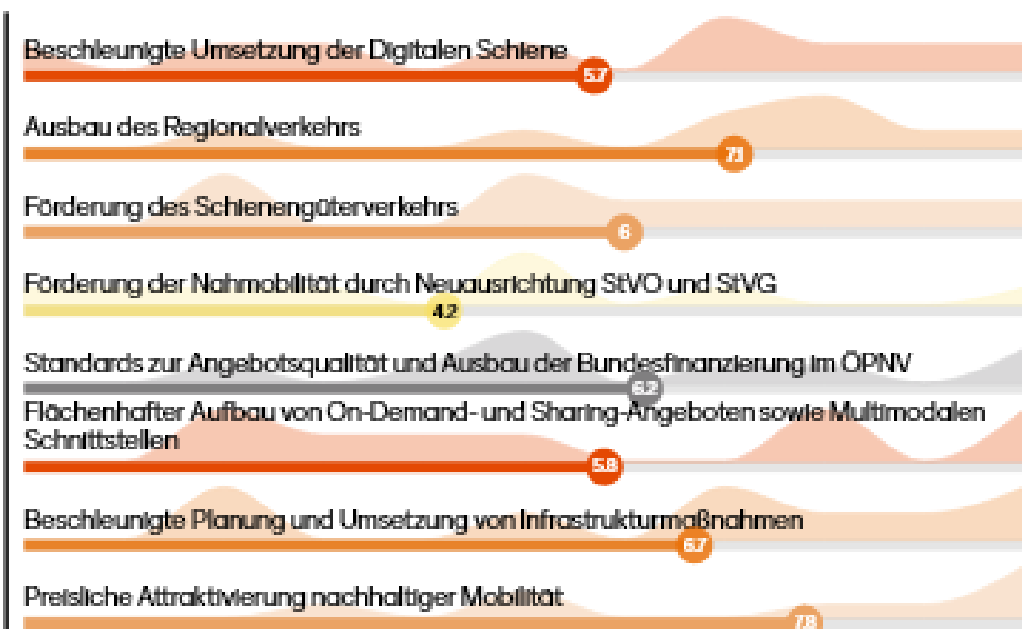 Beschleunigte Umsetzung der Digitalen Schiene
5.7
Ausbau des Regionalverkehrs
7.1
Förderung des Schienengüterverkehrs
6
Förderung der Nahmobilität durch Neuausrichtung StVO und StVG
4.2
Standards zur Angebotsqualität und Ausbau der Bundesfinanzierung im ÖPNV
6.2
Flächenhafter Aufbau von On-Demand- und Sharing-Angeboten sowie Multimodalen
Schnittstellen
5.8
Beschleunigte Planung und Umsetzung von Infrastrukturmaßnahmen
6.7
Preisliche Attraktivierung nachhaltiger Mobilität
7.8